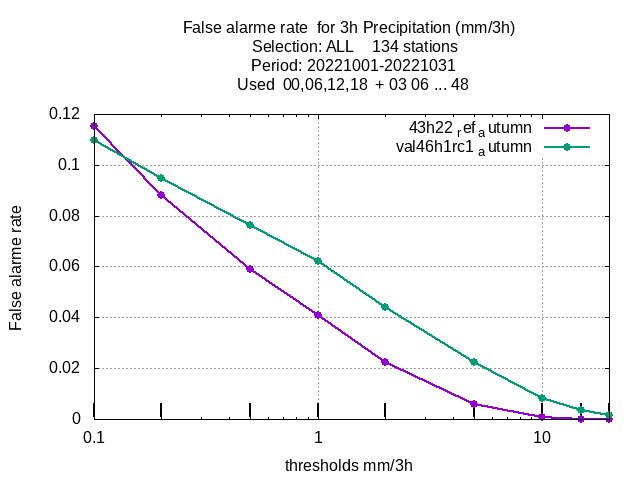 False alarme rate  for 3h Precipitation (mm/3h)
Selection: ALL    134 stations
Period: 20221001-20221031
Used  00,06,12,18  + 03 06 ... 48
43h22 ref autumn
val46h1rc1 autumn
0.12
0.1
0.08
0.06
0.04
0.02
0
False alarme rate
0.1 1 10
thresholds mm/3h